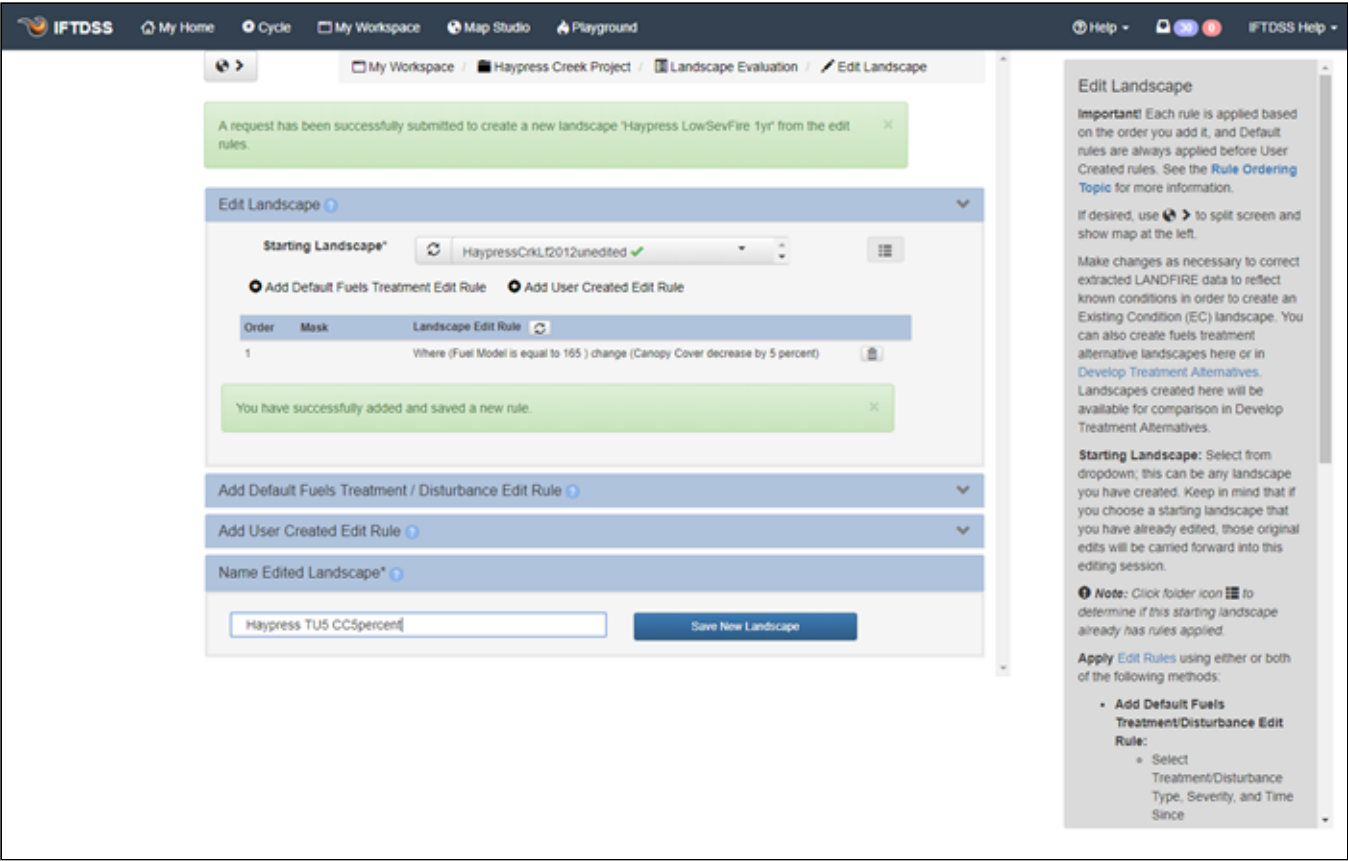 IFTDSS My Home Cycle My Workspace Map Studio Playground Help 30 0 IFTDSS Help
My Workspace / Haypress Creek Project / Landscape Evaluation / Edit Landscape
A request has been successfully submitted to create a new landscape 'Haypress LowSevFire 1yr' from the edit
rules.
Edit Landscape
Starting Landscape* HaypressCrkLf2012unedited
Add Default Fuels Treatment Edit Rule Add User Created Edit Rule
Order Mask Landscape Edit Rule
1 Where (Fuel Model is equal to 165 ) change (Canopy Cover decrease by 5 percent)
You have successfully added and saved a new rule.
Add Default Fuels Treatment / Disturbance Edit Rule
Add User Created Edit Rule
Name Edited Landscape*
Haypress TU5 CC5percent Save New Landscape
Edit Landscape
Important! Each rule is applied based
on the order you add it, and Default
rules are always applied before User
Created rules. See the Rule Ordering
Topic for more information.
If desired, use > to split screen and
show map at the left.
Make changes as necessary to correct
extracted LANDFIRE data to reflect
known conditions in order to create an
Existing Condition (EC) landscape. You
can also create fuels treatment
alternative landscapes here or in
Develop Treatment Alternatives.
Landscapes created here will be
available for comparison in Develop
Treatment Alternatives.
Starting Landscape: Select from
dropdown; this can be any landscape
you have created. Keep in mind that if
you choose a starting landscape that
you have already edited, those original
edits will be carried forward into this
editing session.
Note: Click folder icon to
determine if this starting landscape
already has rules applied.
Apply Edit Rules using either or both
of the following methods:
• Add Default Fuels
Treatment/Disturbance Edit
Rule:
Select
Treatment/Disturbance
Type, Severity, and Time
Since